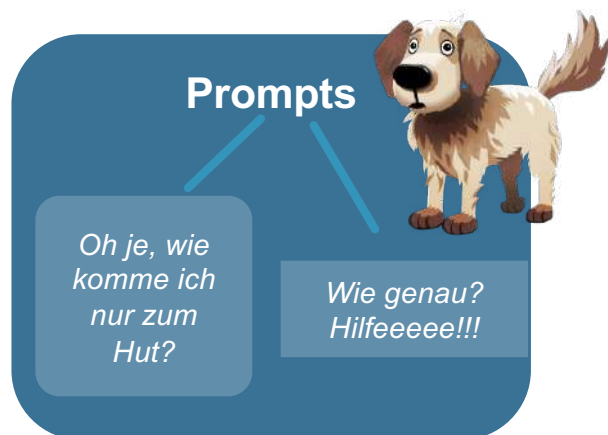 Prompts
Oh je, wie
komme ich
nur zum
Hut?
Wie genau?
Hilfeeeee!!!